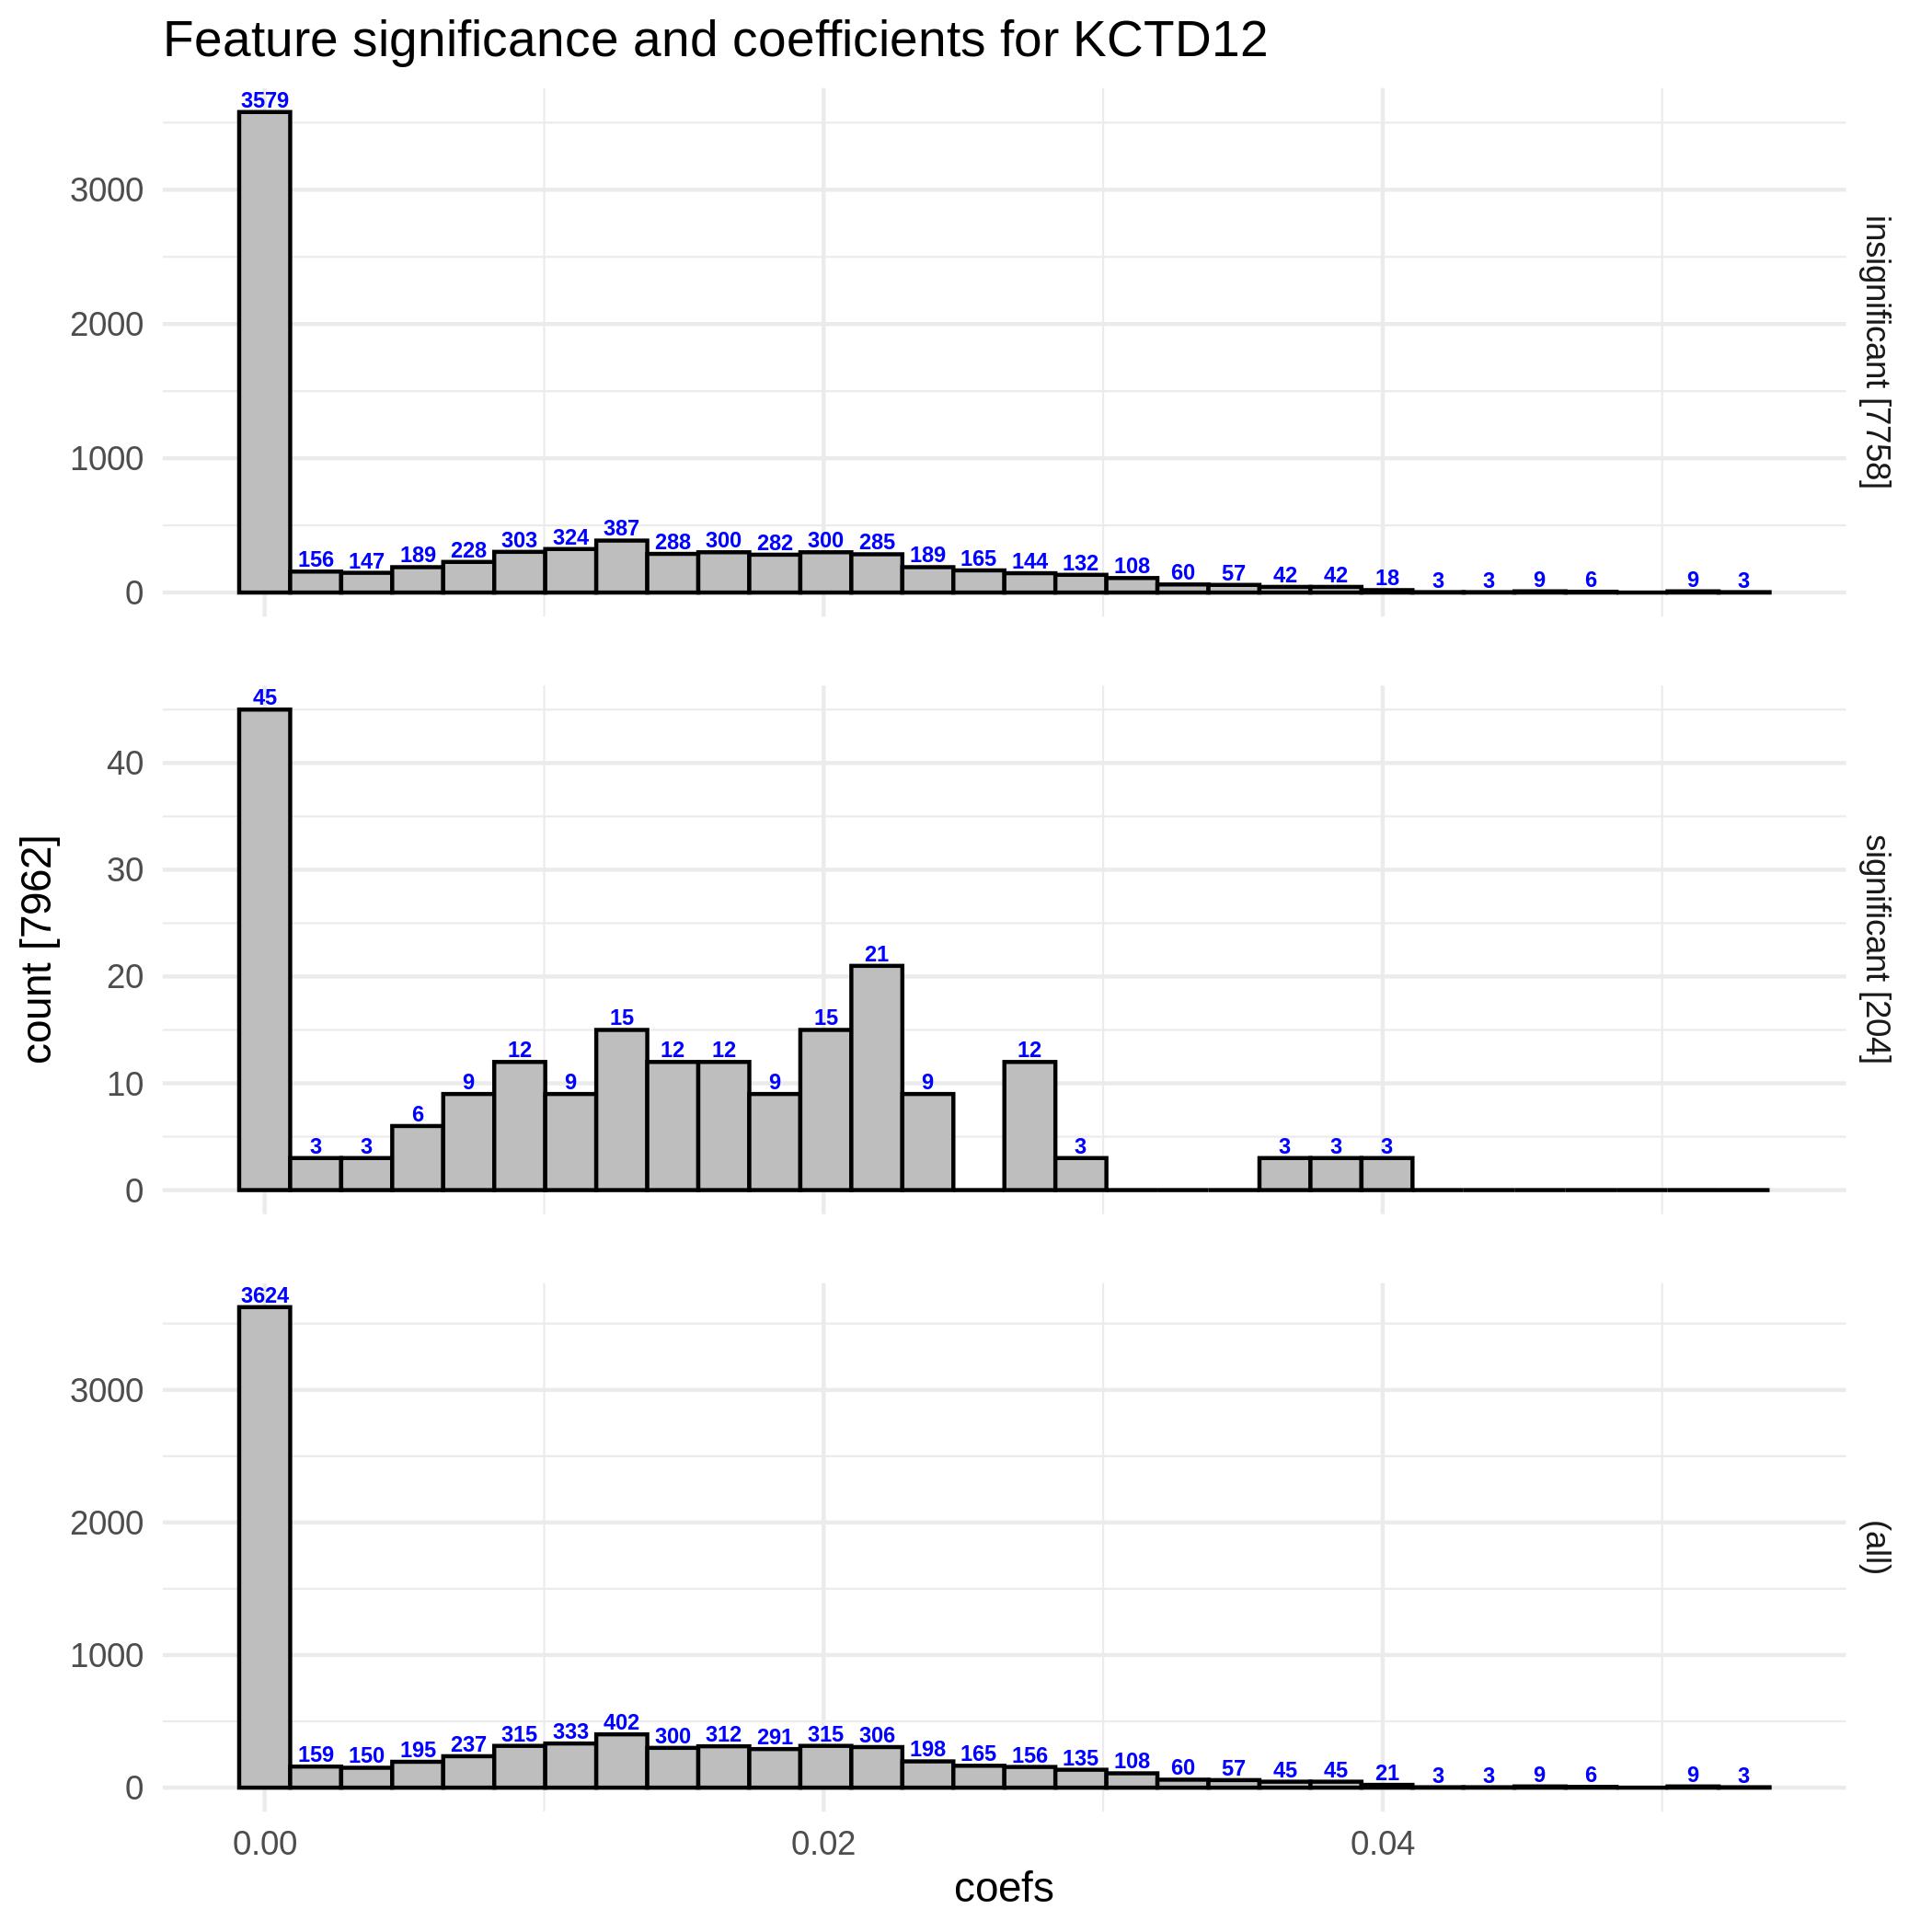 Feature significance and coefficients for KCTD12
3579
3000
2000
1000
0
156 147 189 228 303 324 387 288 300 282 300 285 189 165 144 132 108 60 57 42 42 18 3 3 9 6 9 3
insignificant [7758]
45
40
30
20
10
0
3 3 6 9 12 9 15 12 12 9 15 21 9 12 3 3 3 3
significant [204]
count [7962]
3624
3000
2000
1000
0
159 150 195 237 315 333 402 300 312 291 315 306 198 165 156 135 108 60 57 45 45 21 3 3 9 6 9 3
(all)
0.00 0.02 0.04
coefs